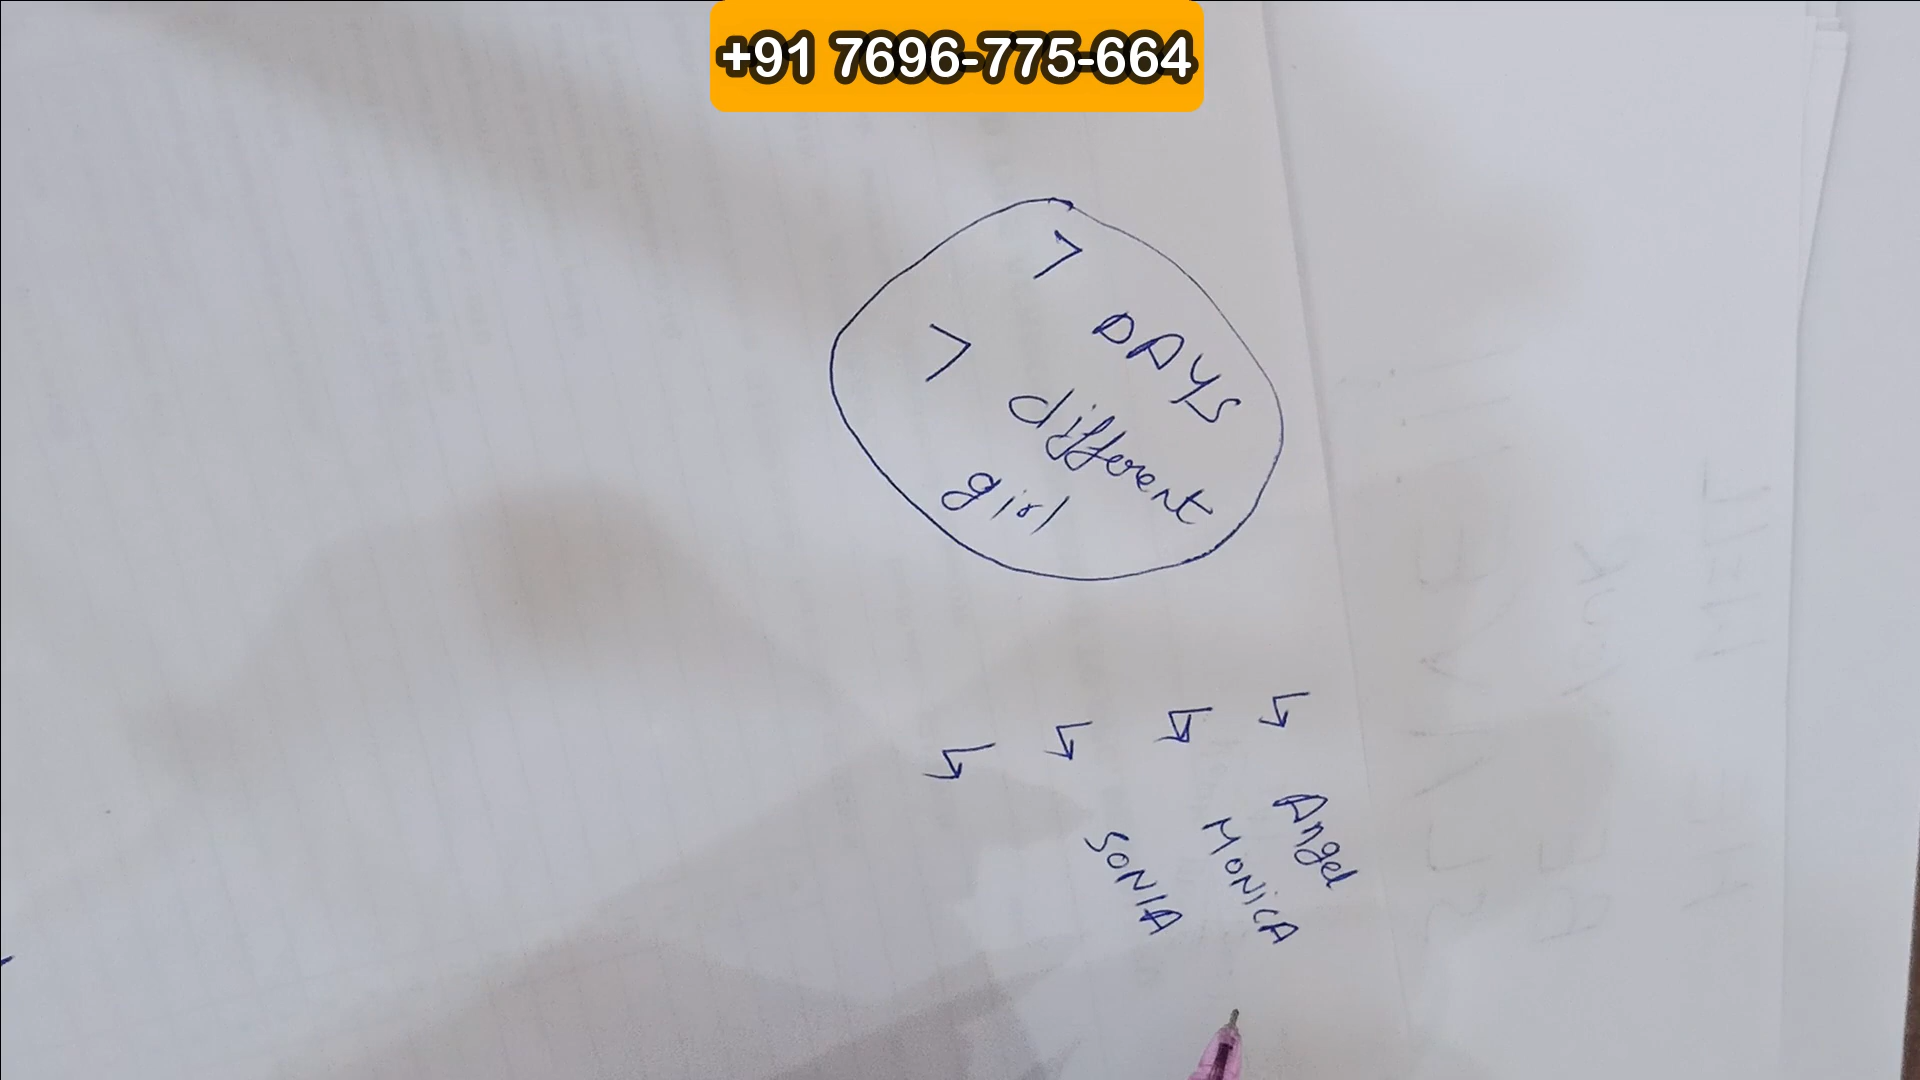 +91 7696-775-664
7 DAYS
7 different
girl
Angel
MONiCA
SONIA